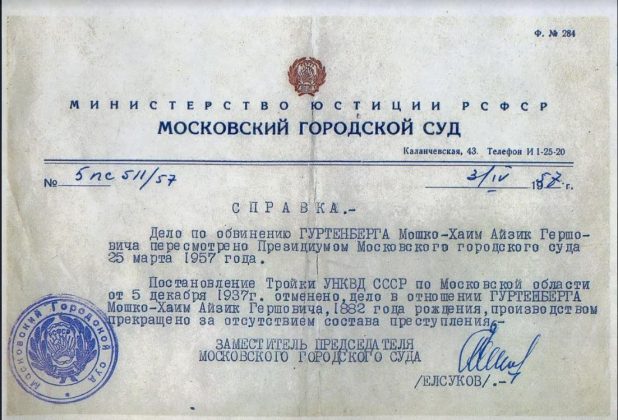 Ф. № 284
МИНИСТЕРСТВО ЮСТИЦИИ РСФСР
МОСКОВСКИЙ ГОРОДСКОЙ СУД
Каланчевская, 43. Телефон И 1-25-20
№ 5пс 511/57 3/IV 1957 г.
СПРАВКА.-
Дело по обвинению ГУРТЕНБЕРГА Мошко-Хаим Айзик Гершо-
вича пересмотрено Президиумом Московского городского суда
25 марта 1957 года.
Постановление Тройки УНКВД СССР по Московской области
от 5 декабря 1937г. отменено, дело в отношении ГУРТЕНБЕРГА
Мошко-Хаим Айзик Гершовича, 1882 года рождения, производством
прекращено за отсутствием состава преступления.-
ЗАМЕСТИТЕЛЬ ПРЕДСЕДАТЕЛЯ
МОСКОВСКОГО ГОРОДСКОГО СУДА
/ЕЛСУКОВ/.-
Московский Городской суд